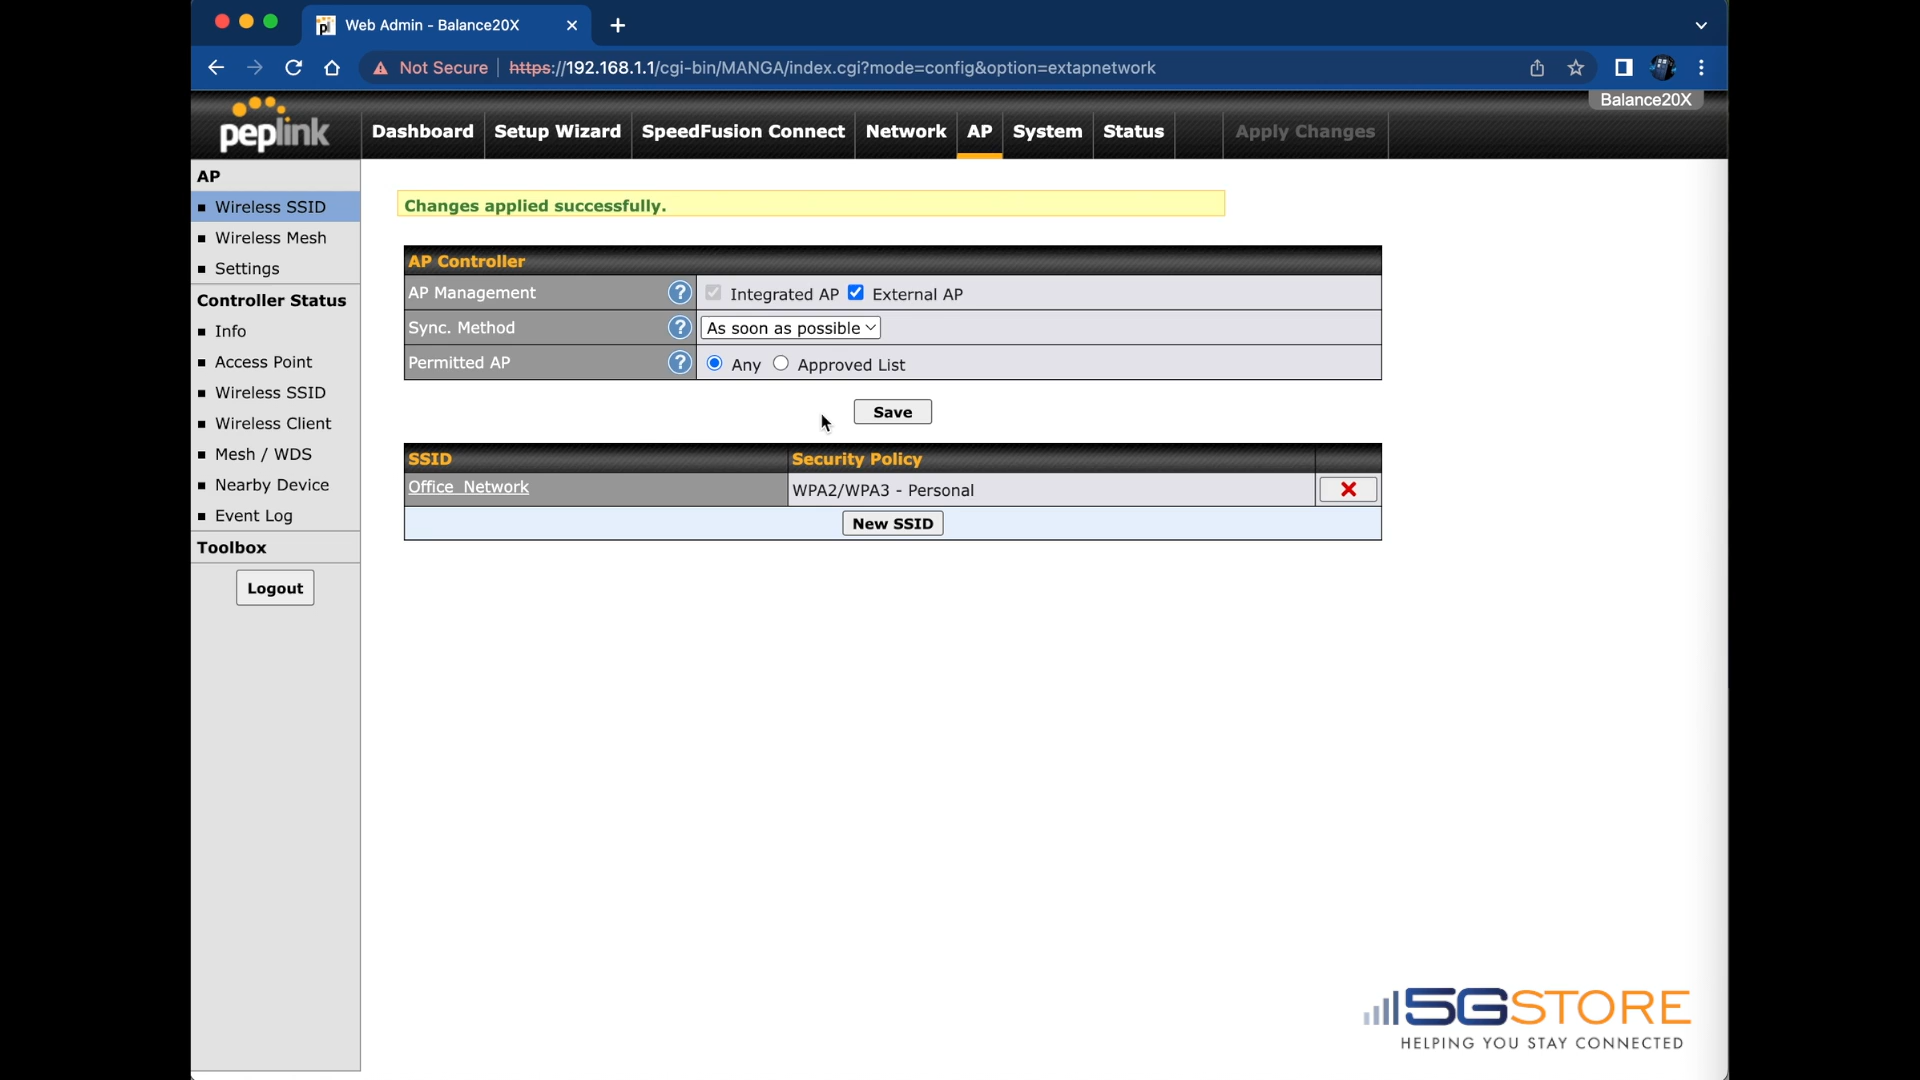 Web Admin - Balance20X
Not Secure https://192.168.1.1/cgi-bin/MANGA/index.cgi?mode=config&option=extapnetwork
Balance20X
peplink Dashboard Setup Wizard SpeedFusion Connect Network AP System Status Apply Changes
AP
Wireless SSID
Wireless Mesh
Settings
Controller Status
Info
Access Point
Wireless SSID
Wireless Client
Mesh / WDS
Nearby Device
Event Log
Toolbox
Logout
Changes applied successfully.
AP Controller
AP Management ? Integrated AP External AP
Sync. Method ? As soon as possible
Permitted AP ? Any Approved List
Save
SSID Security Policy
Office_Network WPA2/WPA3 - Personal
New SSID
5GSTORE
HELPING YOU STAY CONNECTED